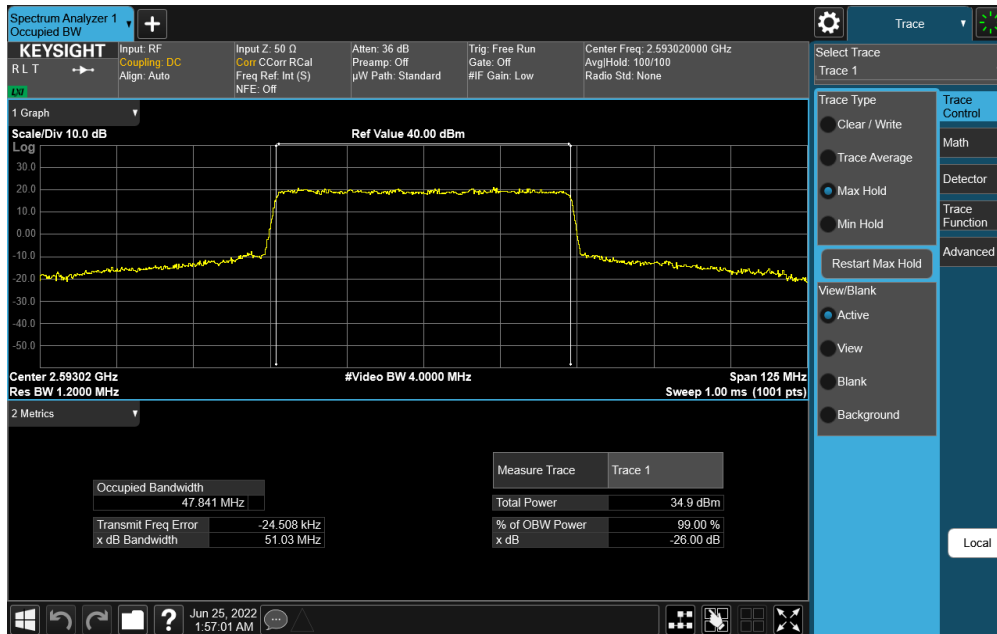 Spectrum Analyzer 1
Occupied BW
+
Trace
KEYSIGHT
RLT
LXI
Input: RF
Coupling: DC
Align: Auto
Input Z: 50 Ω
Corr CCorr RCal
Freq Ref: Int (S)
NFE: Off
Atten: 36 dB
Preamp: Off
µW Path: Standard
Trig: Free Run
Gate: Off
#IF Gain: Low
Center Freq: 2.593020000 GHz
Avg|Hold: 100/100
Radio Std: None
Select Trace
Trace 1
1 Graph
Scale/Div 10.0 dB
Ref Value 40.00 dBm
Log
30.0
20.0
10.0
0.00
-10.0
-20.0
-30.0
-40.0
-50.0
Center 2.59302 GHz
#Video BW 4.0000 MHz
Span 125 MHz
Res BW 1.2000 MHz
Sweep 1.00 ms (1001 pts)
Trace Type
Clear / Write
Trace Average
Max Hold
Min Hold
Restart Max Hold
View/Blank
Active
View
Blank
Background
Trace
Control
Math
Detector
Trace
Function
Advanced
Local
2 Metrics
Occupied Bandwidth
47.841 MHz
Transmit Freq Error -24.508 kHz
x dB Bandwidth 51.03 MHz
Measure Trace Trace 1
Total Power 34.9 dBm
% of OBW Power 99.00 %
x dB -26.00 dB
?
Jun 25, 2022
1:57:01 AM